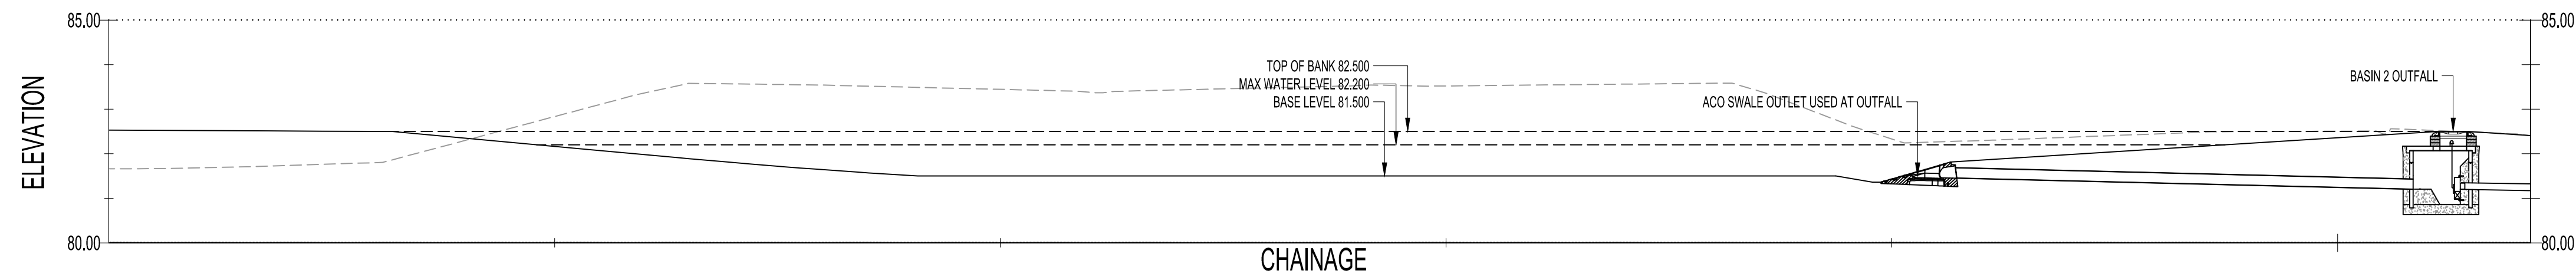 85.00
85.00
TOP OF BANK 82.500
MAX WATER LEVEL 82.200
BASE LEVEL 81.500
ACO SWALE OUTLET USED AT OUTFALL
BASIN 2 OUTFALL
ELEVATION
80.00
80.00
CHAINAGE